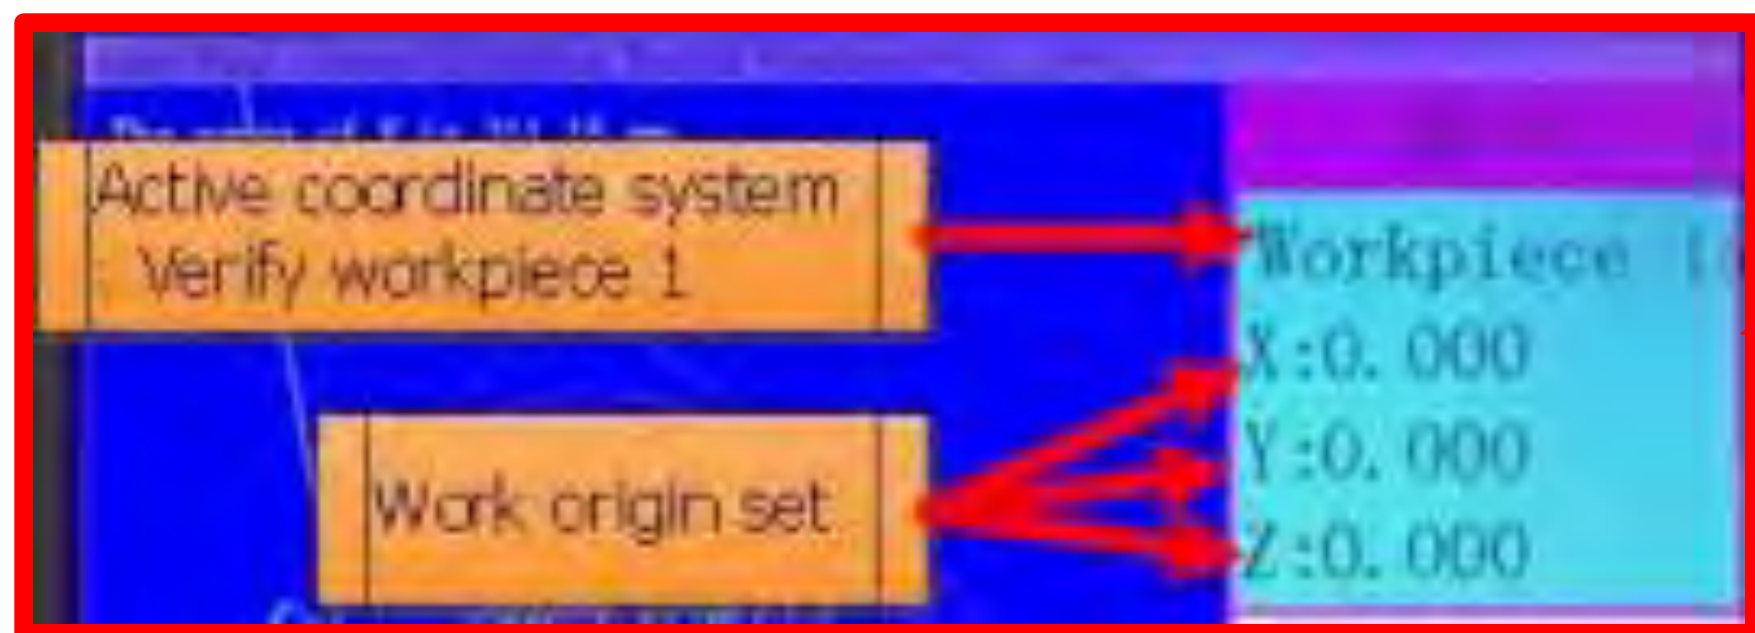 Active coordinate system
Verify workpiece 1
Workpiece
X:0.000
Y:0.000
Work origin set
Z:0.000